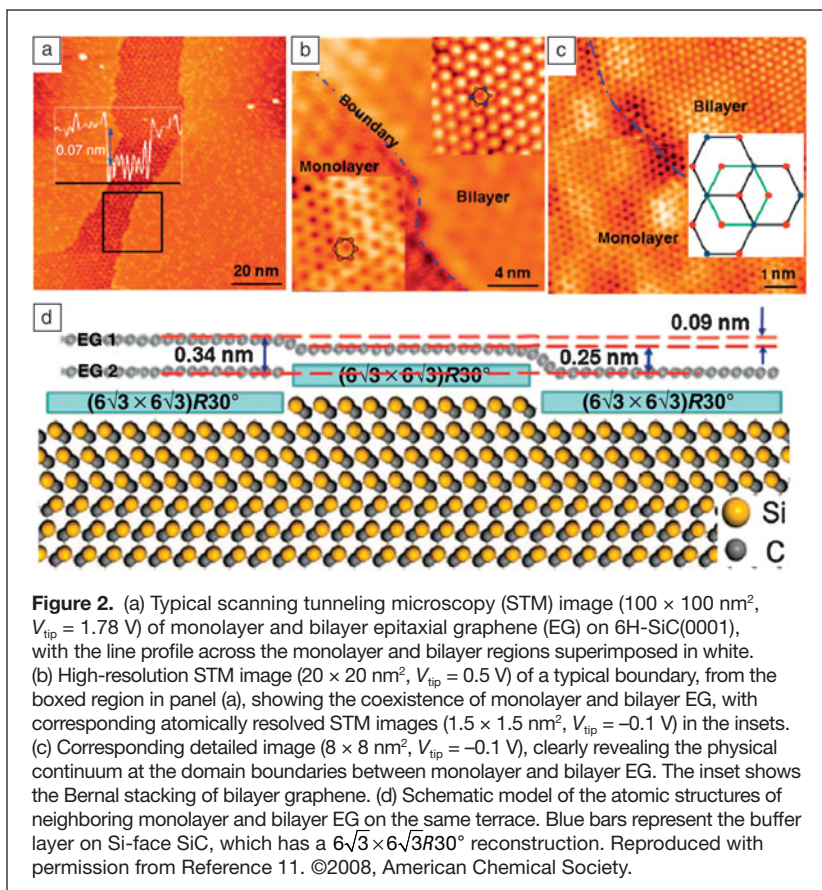 a
0.07 nm
20 nm
b
Boundary
Monolayer
Bilayer
4 nm
c
Bilayer
Monolayer
1 nm
d
EG 1
EG 2
0.34 nm
0.09 nm
0.25 nm
(6√3 × 6√3)R30°
(6√3 × 6√3)R30°
(6√3 × 6√3)R30°
Si
C
Figure 2. (a) Typical scanning tunneling microscopy (STM) image (100 × 100 nm²,
V_tip = 1.78 V) of monolayer and bilayer epitaxial graphene (EG) on 6H-SiC(0001),
with the line profile across the monolayer and bilayer regions superimposed in white.
(b) High-resolution STM image (20 × 20 nm², V_tip = 0.5 V) of a typical boundary, from the
boxed region in panel (a), showing the coexistence of monolayer and bilayer EG, with
corresponding atomically resolved STM images (1.5 × 1.5 nm², V_tip = –0.1 V) in the insets.
(c) Corresponding detailed image (8 × 8 nm², V_tip = –0.1 V), clearly revealing the physical
continuum at the domain boundaries between monolayer and bilayer EG. The inset shows
the Bernal stacking of bilayer graphene. (d) Schematic model of the atomic structures of
neighboring monolayer and bilayer EG on the same terrace. Blue bars represent the buffer
layer on Si-face SiC, which has a 6√3×6√3R30° reconstruction. Reproduced with
permission from Reference 11. ©2008, American Chemical Society.